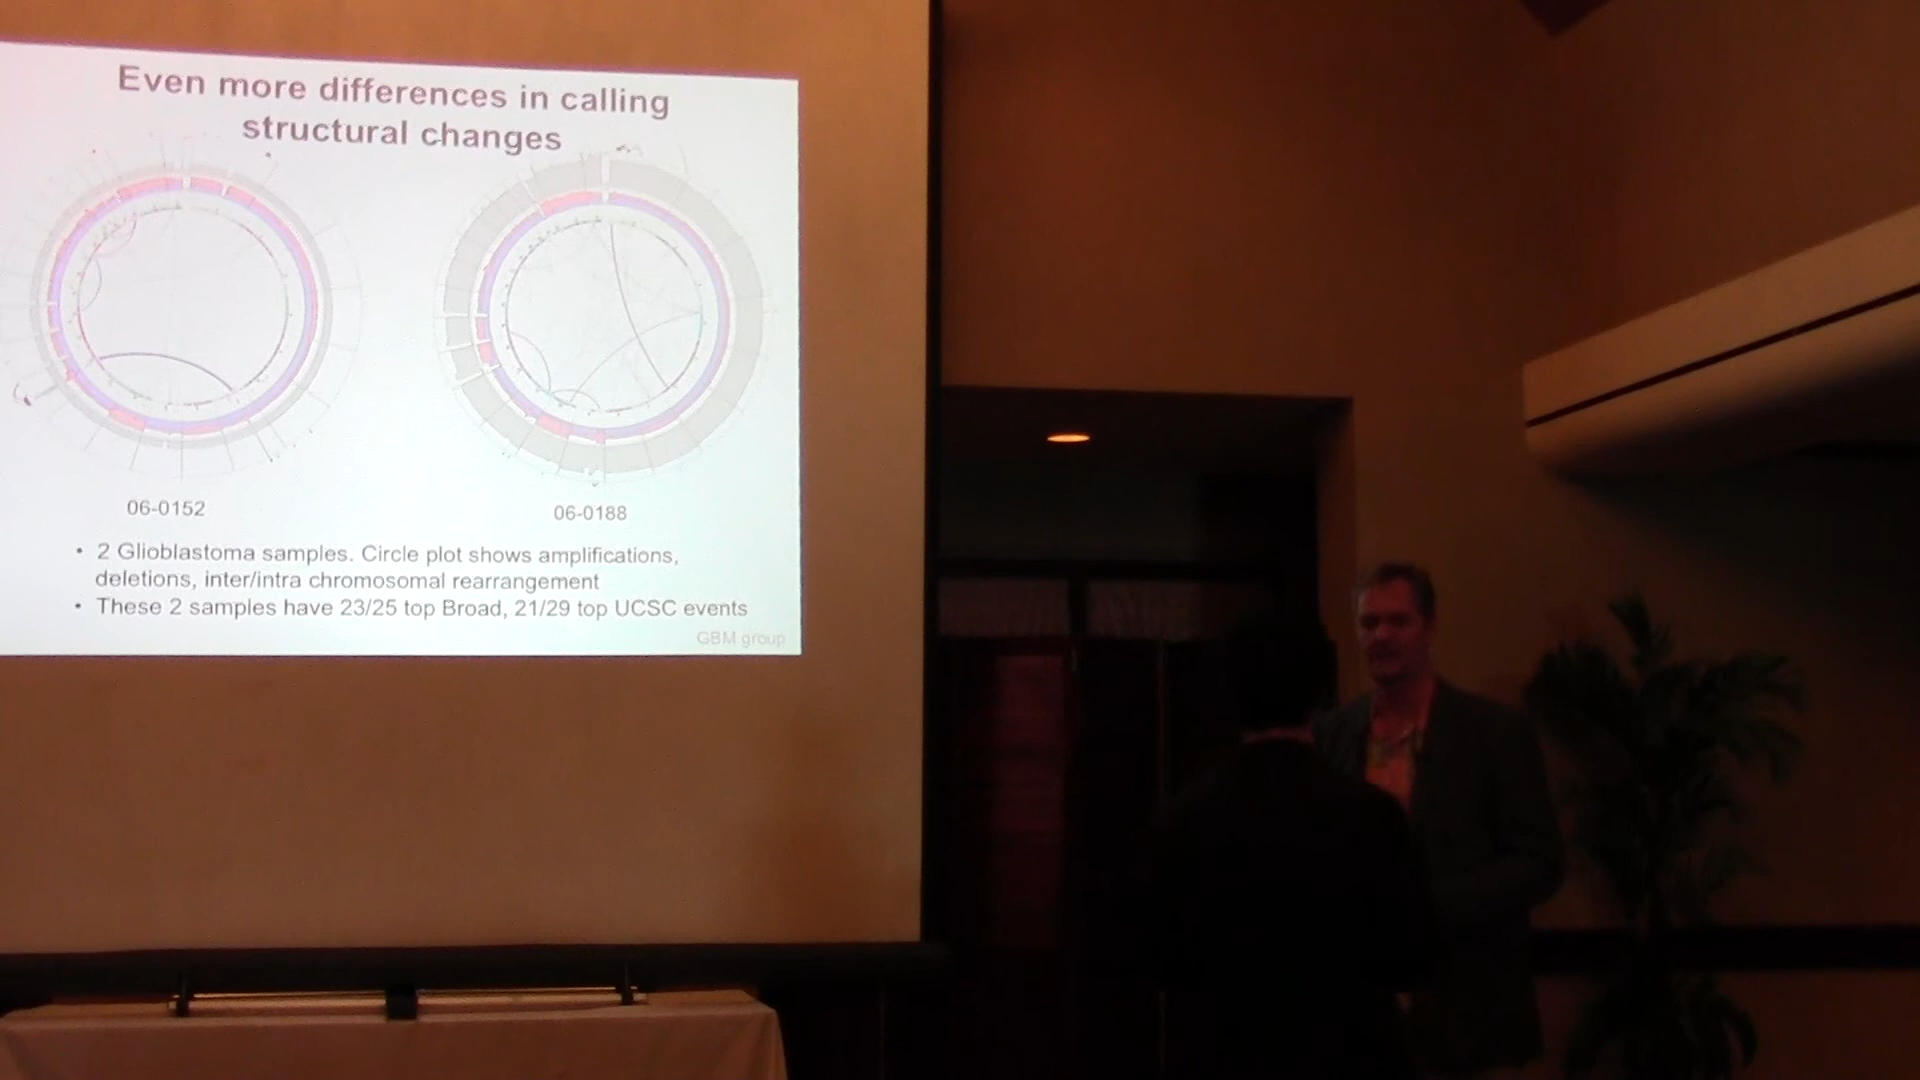 Even more differences in calling
structural changes
06-0152
06-0188
• 2 Glioblastoma samples. Circle plot shows amplifications,
deletions, inter/intra chromosomal rearrangement
• These 2 samples have 23/25 top Broad, 21/29 top UCSC events
GBM group